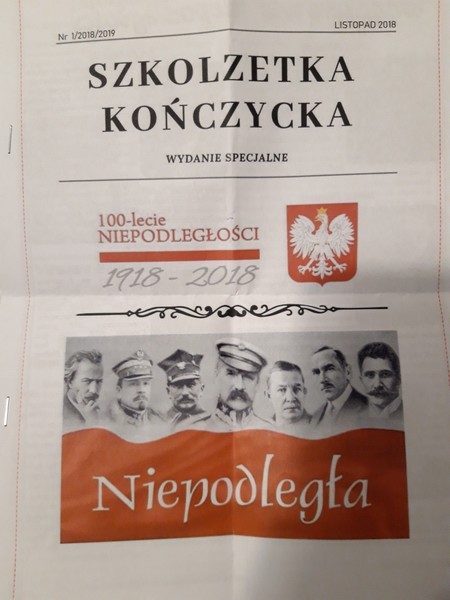 Nr 1/2018/2019
LISTOPAD 2018
SZKOLZETKA
KOŃCZYCKA
WYDANIE SPECJALNE
100-lecie
NIEPODLEGŁOŚCI
1918 - 2018
Niepodległa